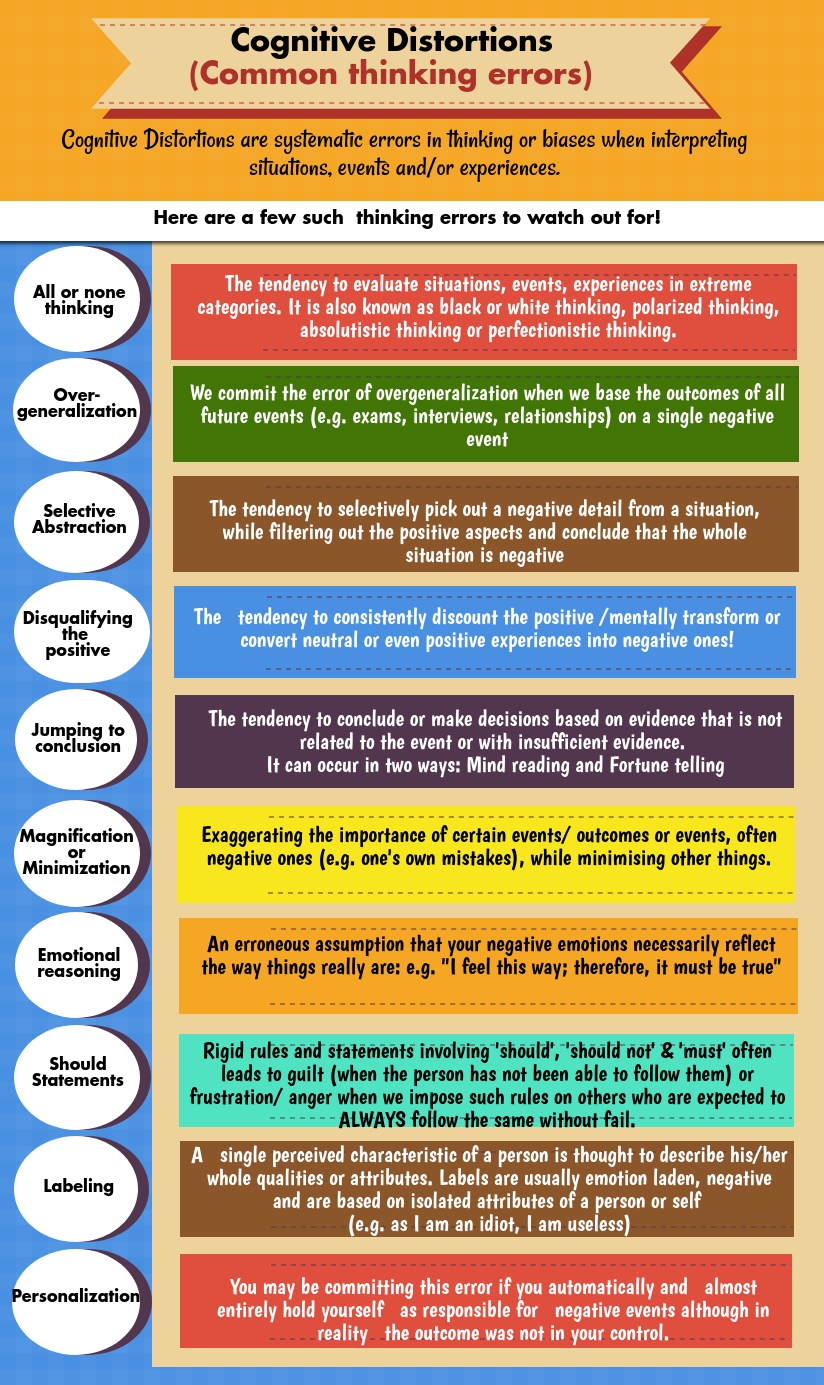 Cognitive Distortions
(Common thinking errors)
Cognitive Distortions are systematic errors in thinking or biases when interpreting
situations, events and/or experiences.
Here are a few such thinking errors to watch out for!
All or none
thinking
The tendency to evaluate situations, events, experiences in extreme
categories. It is also known as black or white thinking, polarized thinking,
absolutistic thinking or perfectionistic thinking.
Over-
generalization
We commit the error of overgeneralization when we base the outcomes of all
future events (e.g. exams, interviews, relationships) on a single negative
event
Selective
Abstraction
The tendency to selectively pick out a negative detail from a situation,
while filtering out the positive aspects and conclude that the whole
situation is negative
Disqualifying
the
positive
The tendency to consistently discount the positive /mentally transform or
convert neutral or even positive experiences into negative ones!
Jumping to
conclusion
The tendency to conclude or make decisions based on evidence that is not
related to the event or with insufficient evidence.
It can occur in two ways: Mind reading and Fortune telling
Magnification
or
Minimization
Exaggerating the importance of certain events/ outcomes or events, often
negative ones (e.g. one's own mistakes), while minimising other things.
Emotional
reasoning
An erroneous assumption that your negative emotions necessarily reflect
the way things really are: e.g. "I feel this way; therefore, it must be true"
Should
Statements
Rigid rules and statements involving 'should', 'should not' & 'must' often
leads to guilt (when the person has not been able to follow them) or
frustration/ anger when we impose such rules on others who are expected to
ALWAYS follow the same without fail.
Labeling
A single perceived characteristic of a person is thought to describe his/her
whole qualities or attributes. Labels are usually emotion laden, negative
and are based on isolated attributes of a person or self
(e.g. as I am an idiot, I am useless)
Personalization
You may be committing this error if you automatically and almost
entirely hold yourself as responsible for negative events although in
reality the outcome was not in your control.